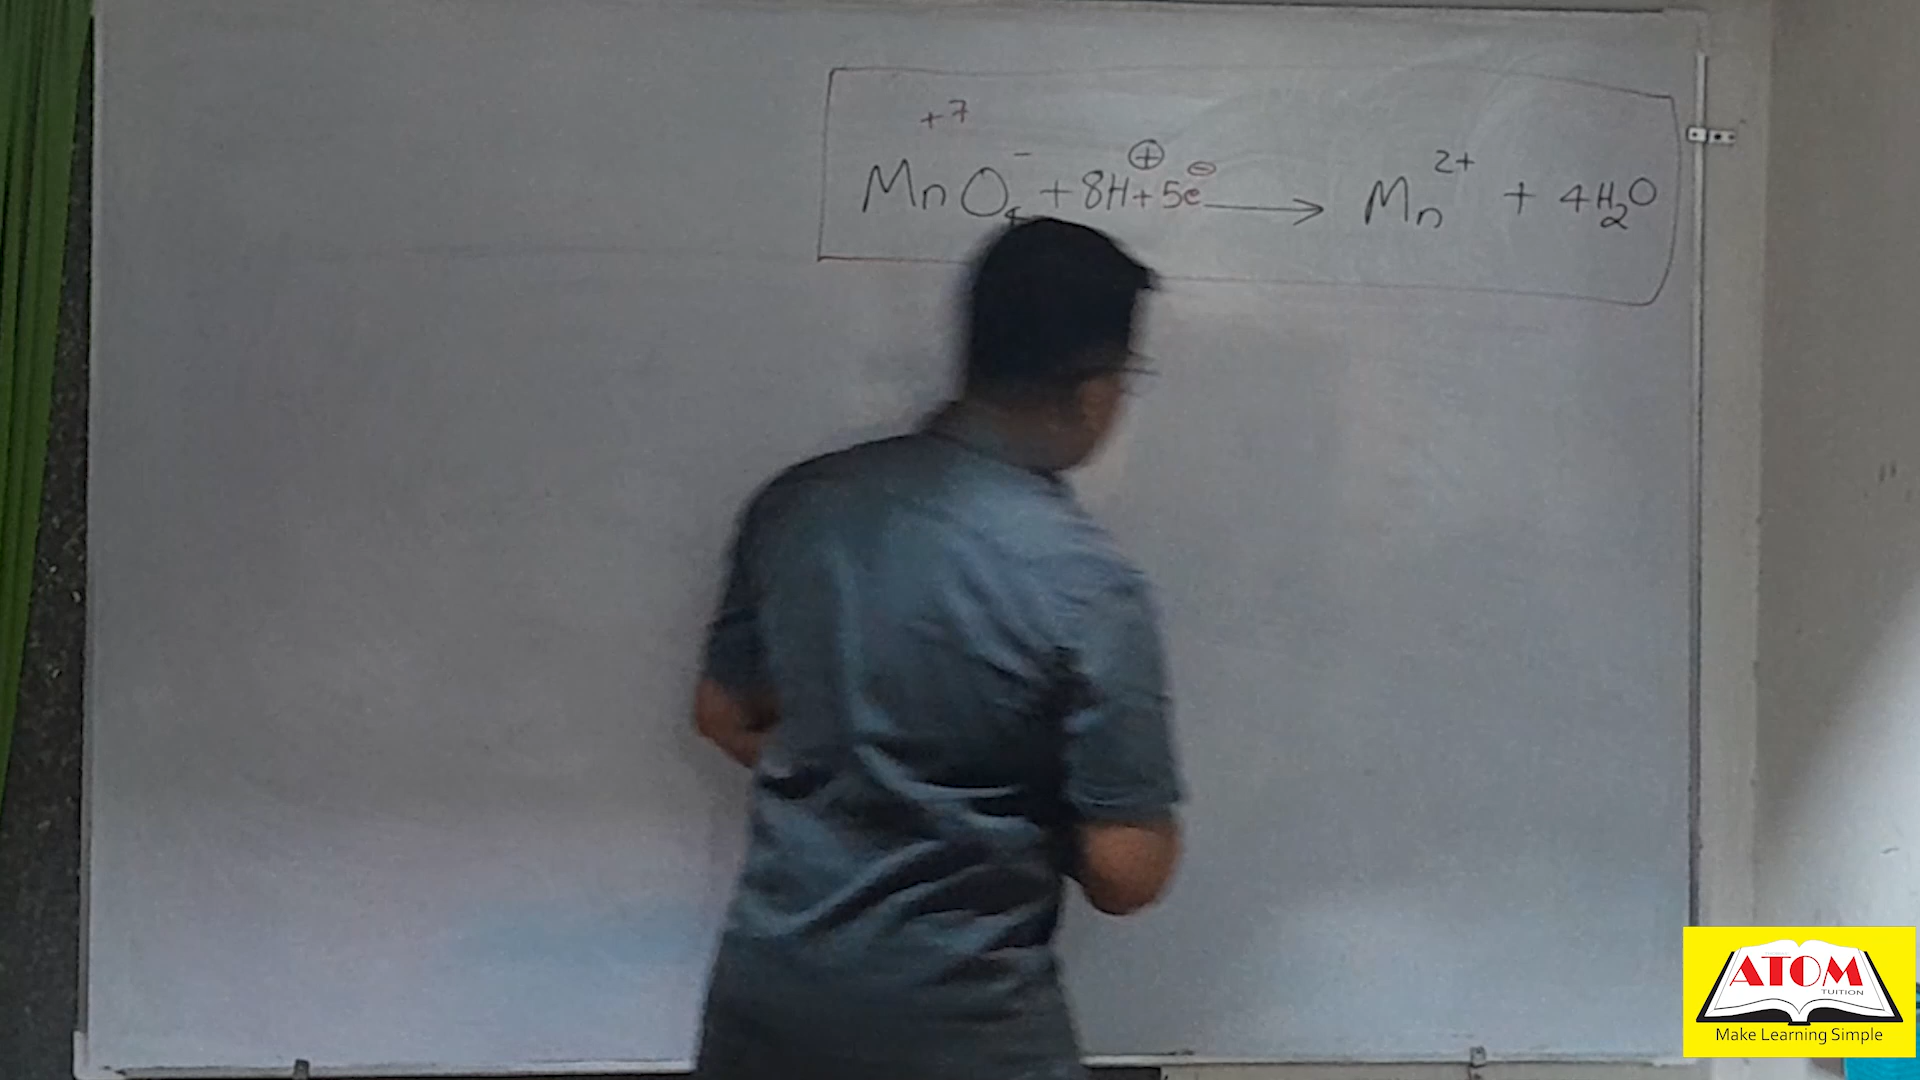 +7
MnO₄⁻ + 8H⊕ + 5e⊖ ⟶ Mn²⁺ + 4H₂O
ATOM
TUITION
Make Learning Simple